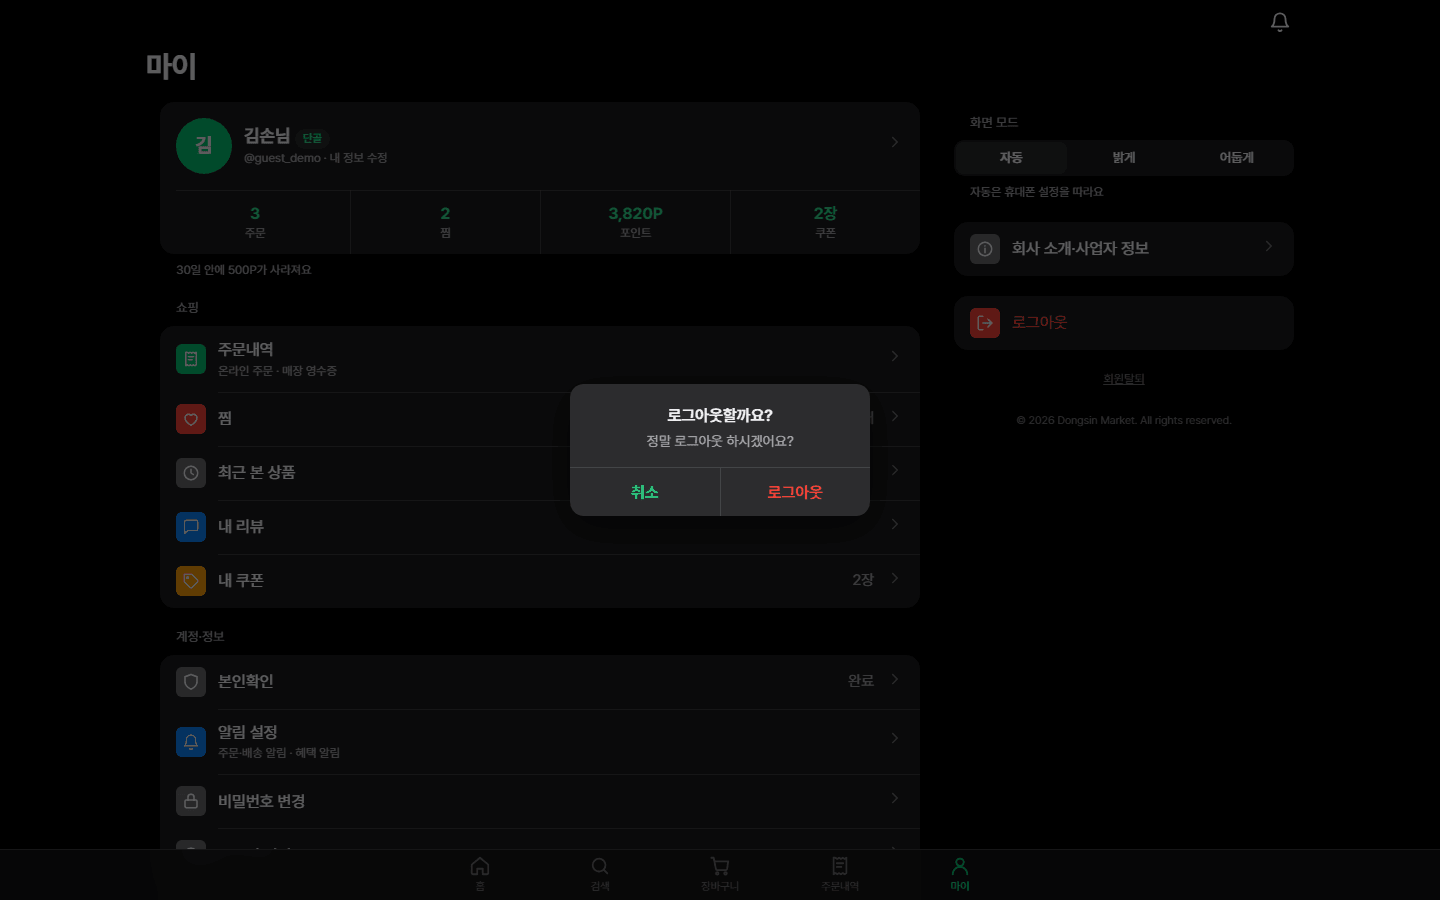 마이
김
김손님 단골
@guest_demo · 내 정보 수정
3
주문
2
찜
3,820P
포인트
2장
쿠폰
30일 안에 500P가 사라져요
쇼핑
주문내역
온라인 주문 · 매장 영수증
찜
최근 본 상품
내 리뷰
내 쿠폰
2장
계정·정보
본인확인
완료
알림 설정
주문·배송 알림 · 혜택 알림
비밀번호 변경
화면 모드
자동
밝게
어둡게
자동은 휴대폰 설정을 따라요
회사 소개·사업자 정보
로그아웃
회원탈퇴
© 2026 Dongsin Market. All rights reserved.
로그아웃할까요?
정말 로그아웃 하시겠어요?
취소
로그아웃
홈
검색
장바구니
주문내역
마이